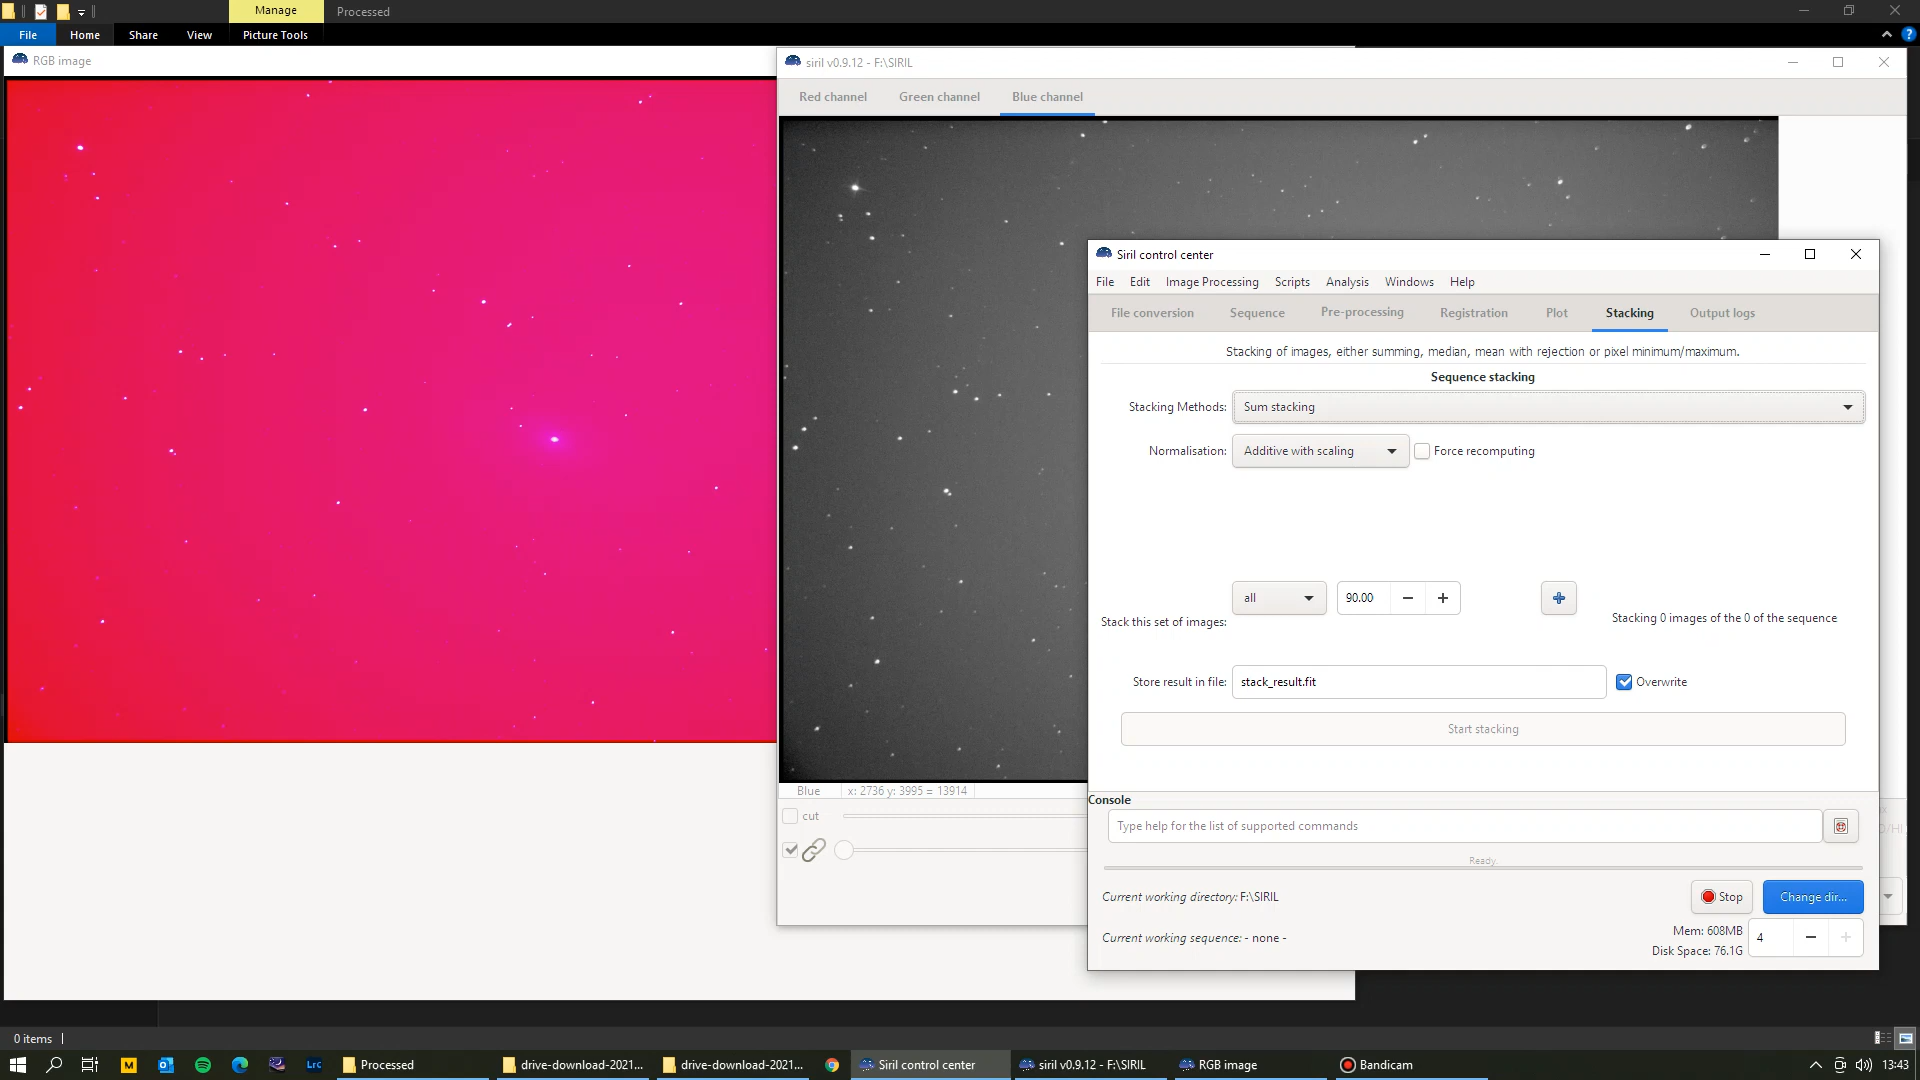 Manage
Processed
File
Home
Share
View
Picture Tools
RGB image
siril v0.9.12 - F:\SIRIL
Red channel
Green channel
Blue channel
Siril control center
File
Edit
Image Processing
Scripts
Analysis
Windows
Help
File conversion
Sequence
Pre-processing
Registration
Plot
Stacking
Output logs
Stacking of images, either summing, median, mean with rejection or pixel minimum/maximum.
Sequence stacking
Stacking Methods:
Sum stacking
Normalisation:
Additive with scaling
Force recomputing
all
90.00
Stack this set of images:
Stacking 0 images of the 0 of the sequence
Store result in file:
stack_result.fit
Overwrite
Start stacking
Blue
x: 2736 y: 3995 = 13914
cut
Console
Type help for the list of supported commands
Ready.
Current working directory: F:\SIRIL
Stop
Change dir...
Current working sequence: - none -
Mem: 608MB
Disk Space: 76.1G
4
0 items
M
Lrc
Processed
drive-download-2021...
drive-download-2021...
Siril control center
siril v0.9.12 - F:\SIRIL
RGB image
Bandicam
13:43